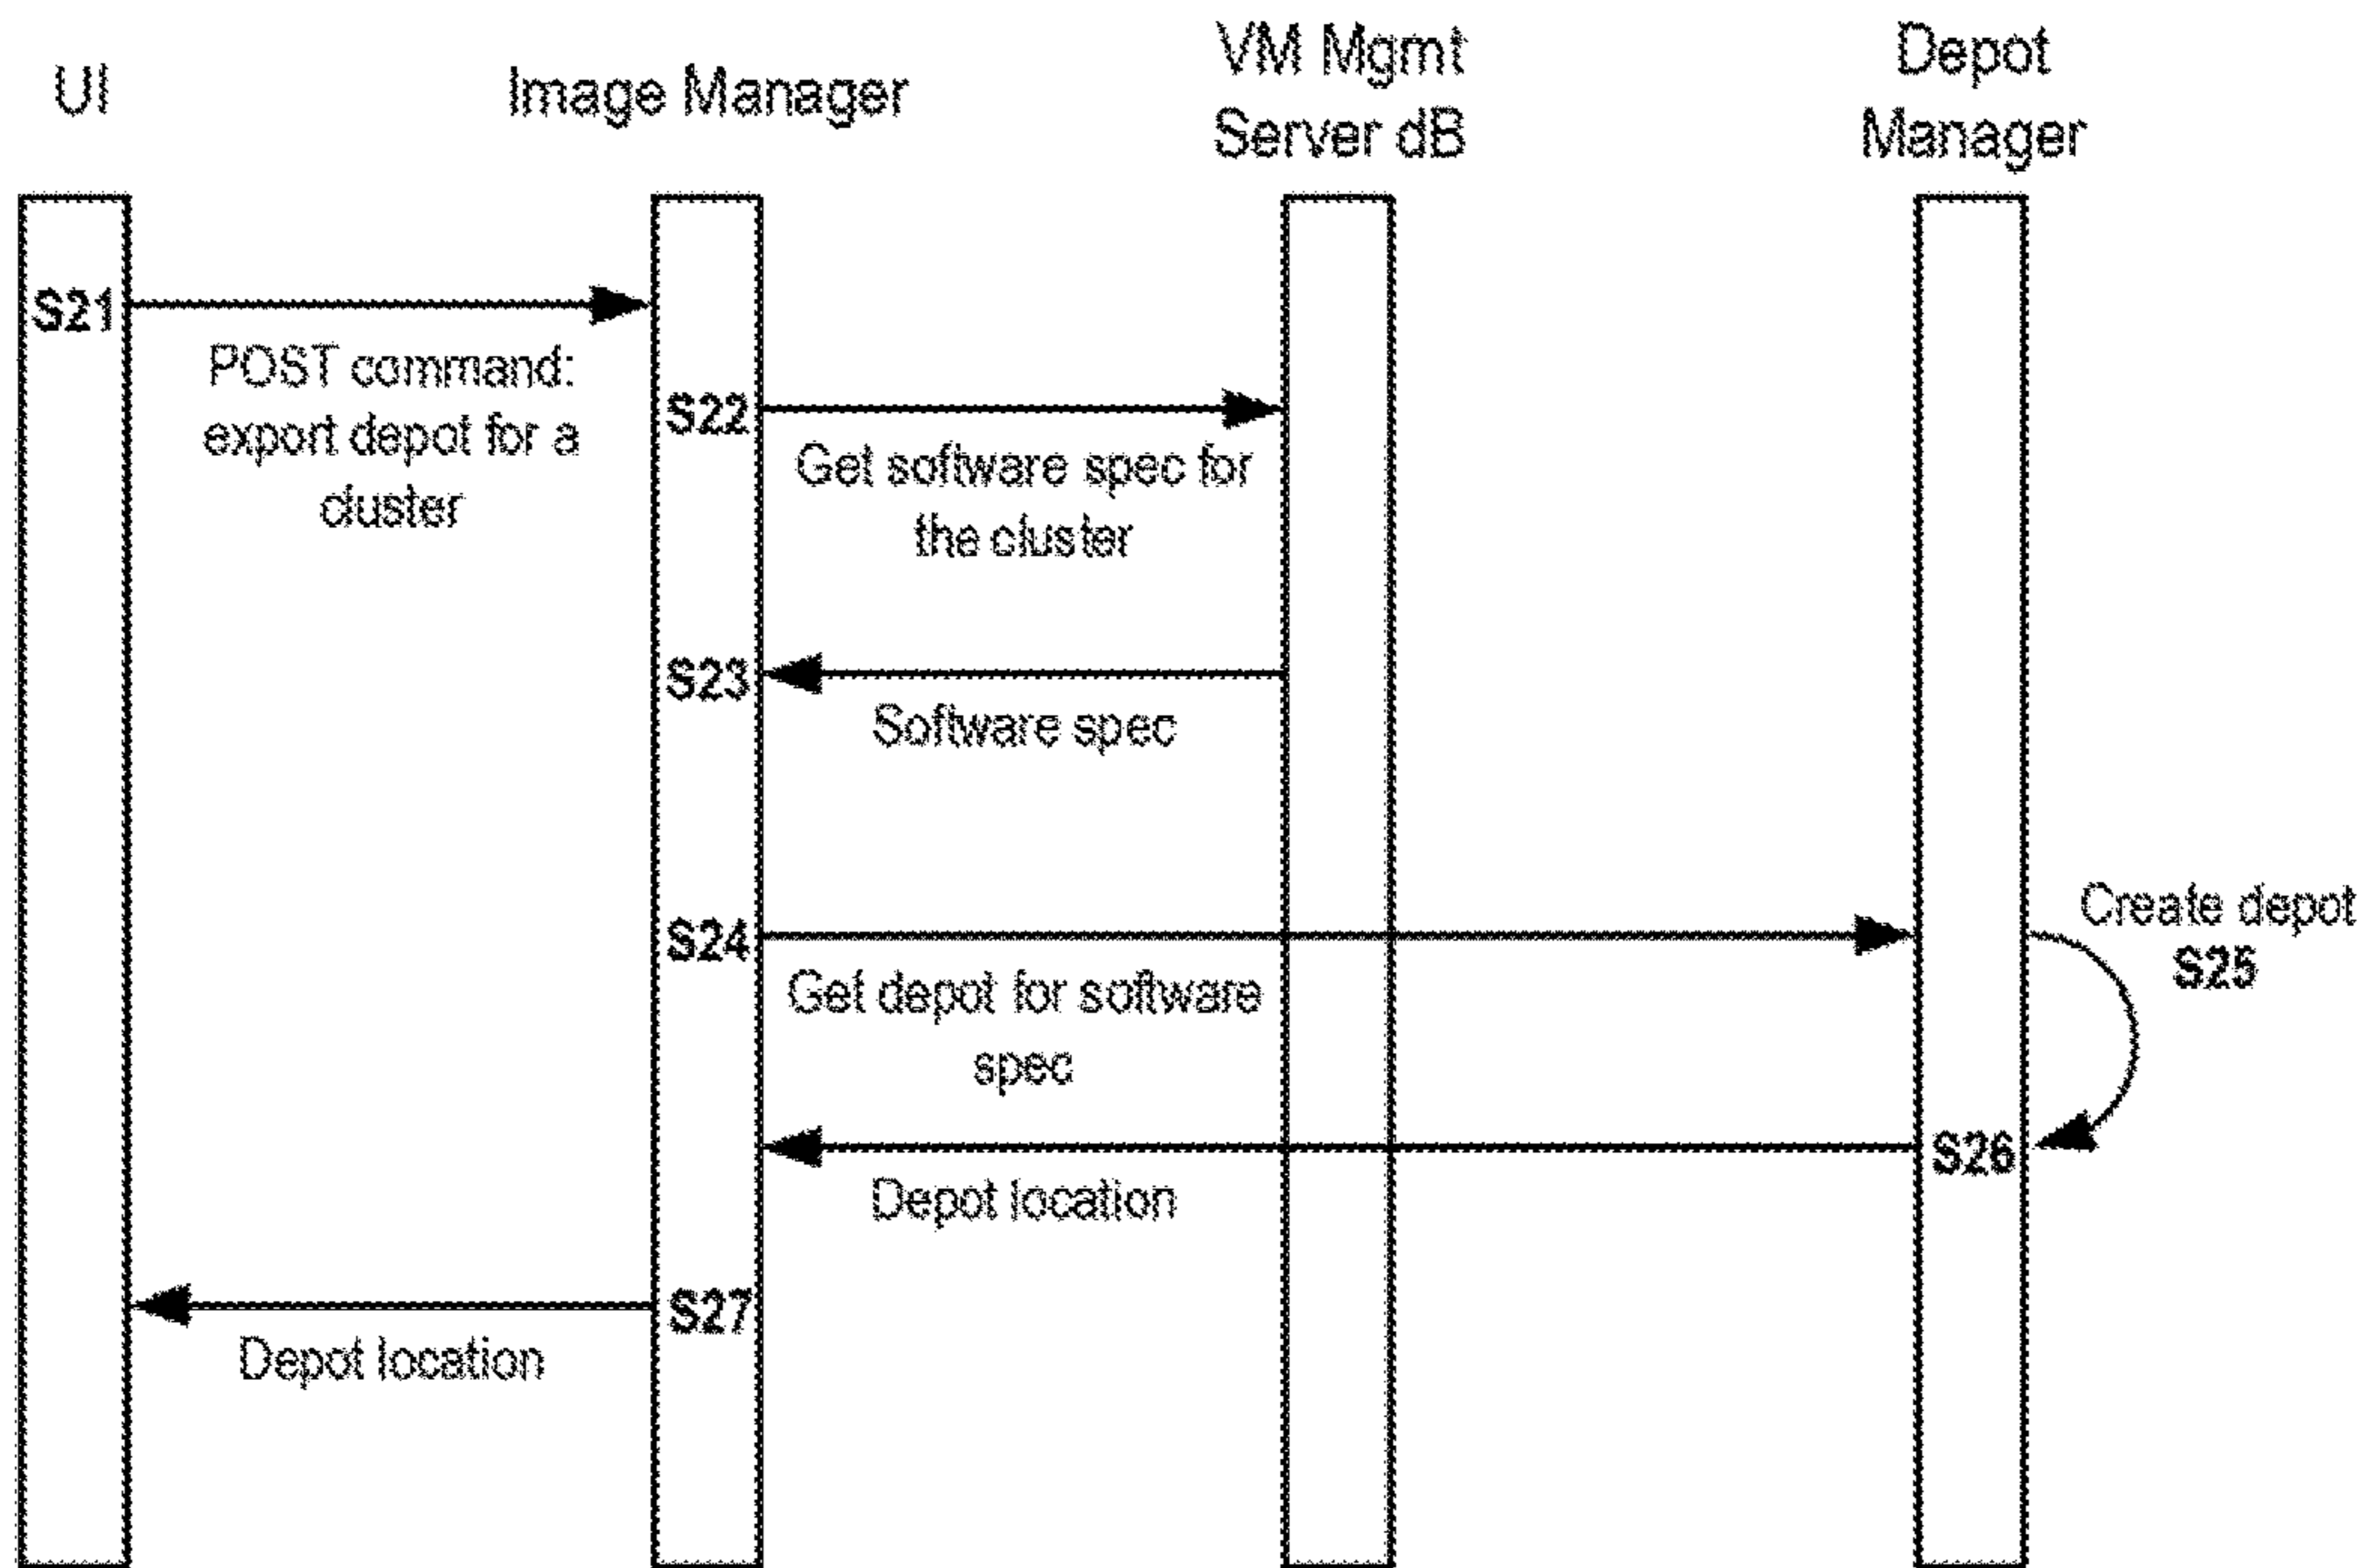 UI
Image Manager
VM Mgmt
Server dB
Depot
Manager
S21
POST command:
export depot for a
cluster
S22
Get software spec for
the cluster
S23
Software spec
S24
Get depot for software
spec
Create depot
S25
S26
Depot location
S27
Depot location